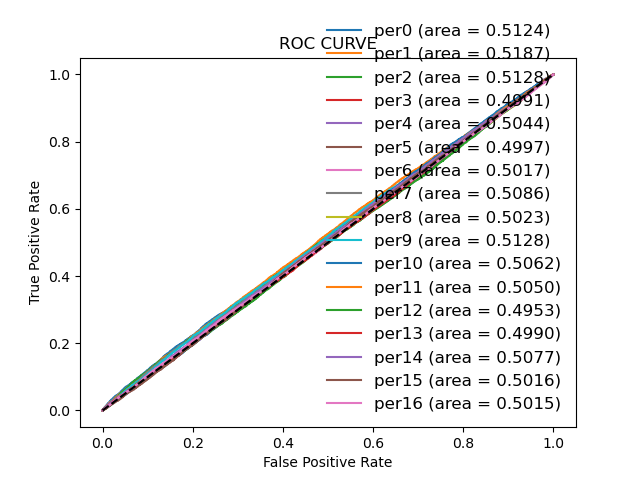 ROC CURVE
per0 (area = 0.5124)
per1 (area = 0.5187)
per2 (area = 0.5128)
per3 (area = 0.4991)
per4 (area = 0.5044)
per5 (area = 0.4997)
per6 (area = 0.5017)
per7 (area = 0.5086)
per8 (area = 0.5023)
per9 (area = 0.5128)
per10 (area = 0.5062)
per11 (area = 0.5050)
per12 (area = 0.4953)
per13 (area = 0.4990)
per14 (area = 0.5077)
per15 (area = 0.5016)
per16 (area = 0.5015)
True Positive Rate
1.0
0.8
0.6
0.4
0.2
0.0
0.0 0.2 0.4 0.6 0.8 1.0
False Positive Rate